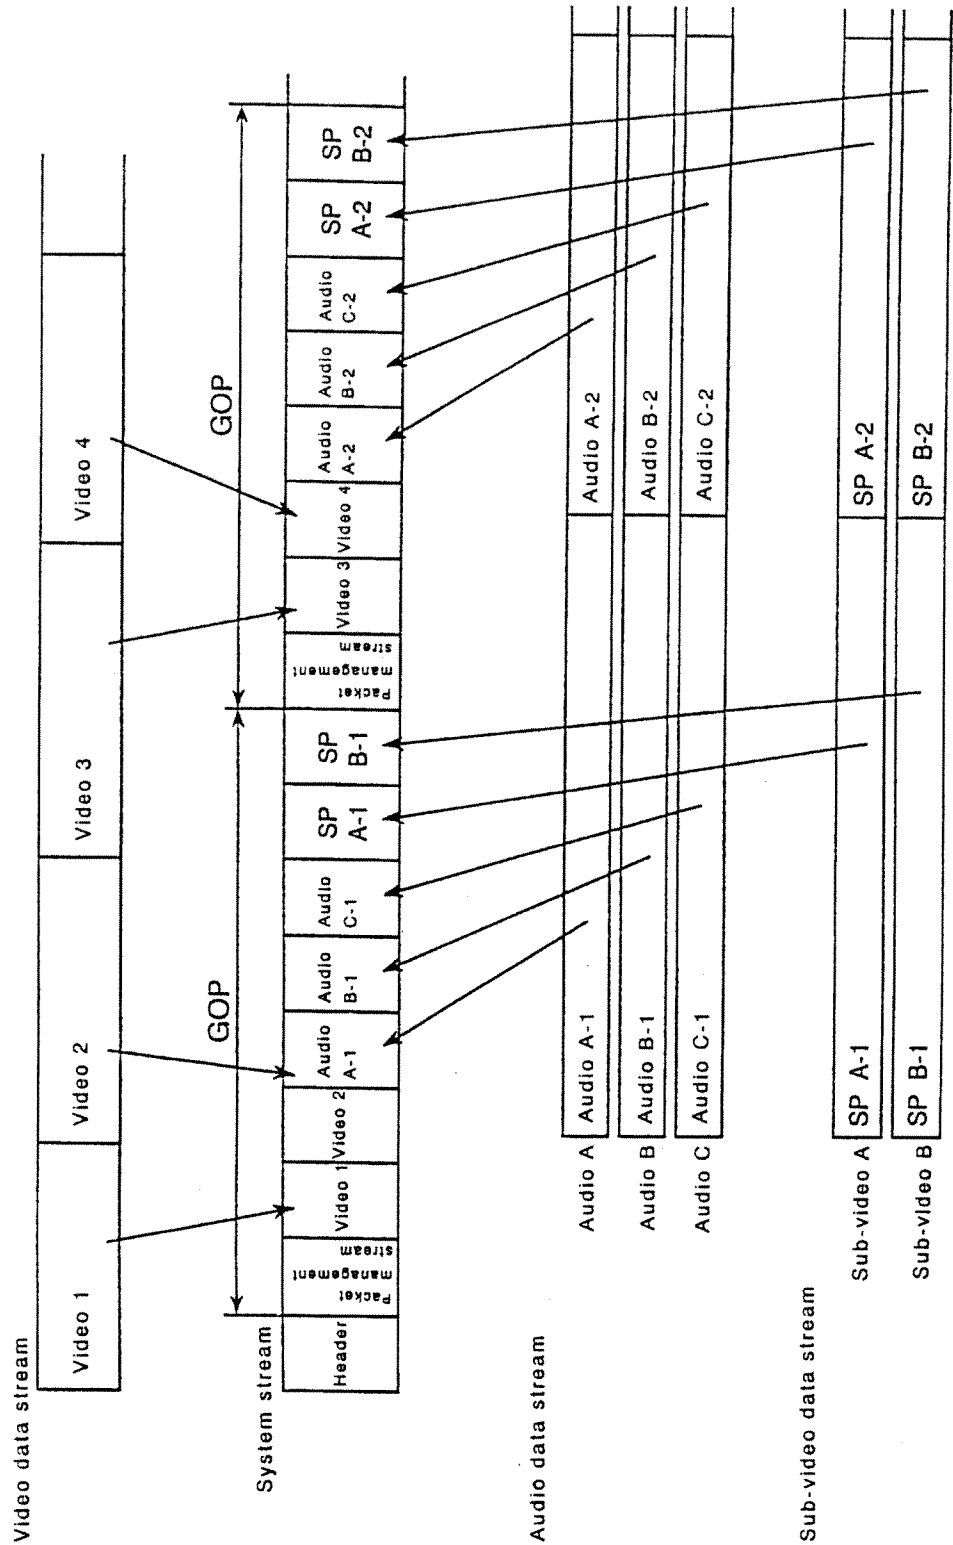 Video data stream
Video 1
Video 2
Video 3
Video 4
GOP
GOP
System stream
Header
Packet
management
stream
Video 1
Video 2
Audio
A-1
Audio
B-1
Audio
C-1
SP
A-1
SP
B-1
Packet
management
stream
Video 3
Video 4
Audio
A-2
Audio
B-2
Audio
C-2
SP
A-2
SP
B-2
Audio data stream
Audio A
Audio A-1
Audio A-2
Audio B
Audio B-1
Audio B-2
Audio C
Audio C-1
Audio C-2
Sub-video data stream
Sub-video A
SP A-1
SP A-2
Sub-video B
SP B-1
SP B-2